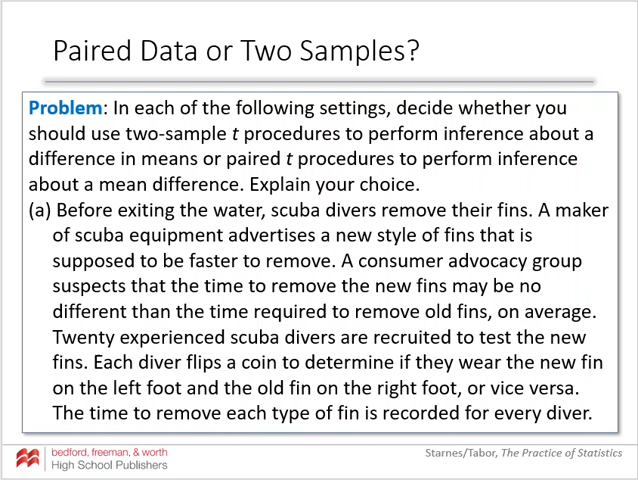 Paired Data or Two Samples?
Problem: In each of the following settings, decide whether you
should use two-sample t procedures to perform inference about a
difference in means or paired t procedures to perform inference
about a mean difference. Explain your choice.
(a) Before exiting the water, scuba divers remove their fins. A maker
of scuba equipment advertises a new style of fins that is
supposed to be faster to remove. A consumer advocacy group
suspects that the time to remove the new fins may be no
different than the time required to remove old fins, on average.
Twenty experienced scuba divers are recruited to test the new
fins. Each diver flips a coin to determine if they wear the new fin
on the left foot and the old fin on the right foot, or vice versa.
The time to remove each type of fin is recorded for every diver.
bedford, freeman, & worth
High School Publishers
Starnes/Tabor, The Practice of Statistics